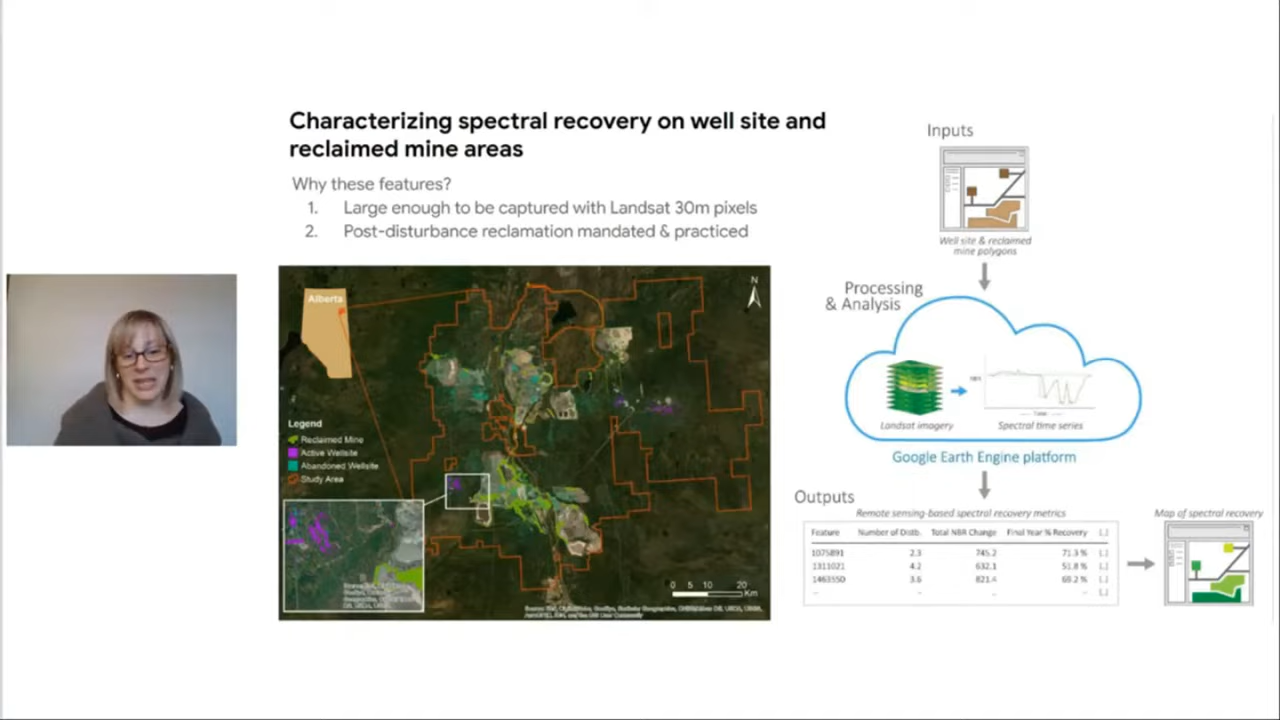 Characterizing spectral recovery on well site and
reclaimed mine areas
Why these features?
1. Large enough to be captured with Landsat 30m pixels
2. Post-disturbance reclamation mandated & practiced
Alberta
N
Legend
Reclaimed Mine
Active Wellsite
Abandoned Wellsite
Study Area
0 5 10 20
Km
Inputs
Well site & reclaimed
mine polygons
Processing
& Analysis
Landsat imagery
Spectral time series
Google Earth Engine platform
Outputs
Remote sensing-based spectral recovery metrics
Feature Number of Distb. Total NBR Change Final Year % Recovery [..]
1075891 2.3 745.2 71.3 % [..]
1311021 4.2 632.1 51.8 % [..]
1463550 3.6 821.4 69.2 % [..]
Map of spectral recovery